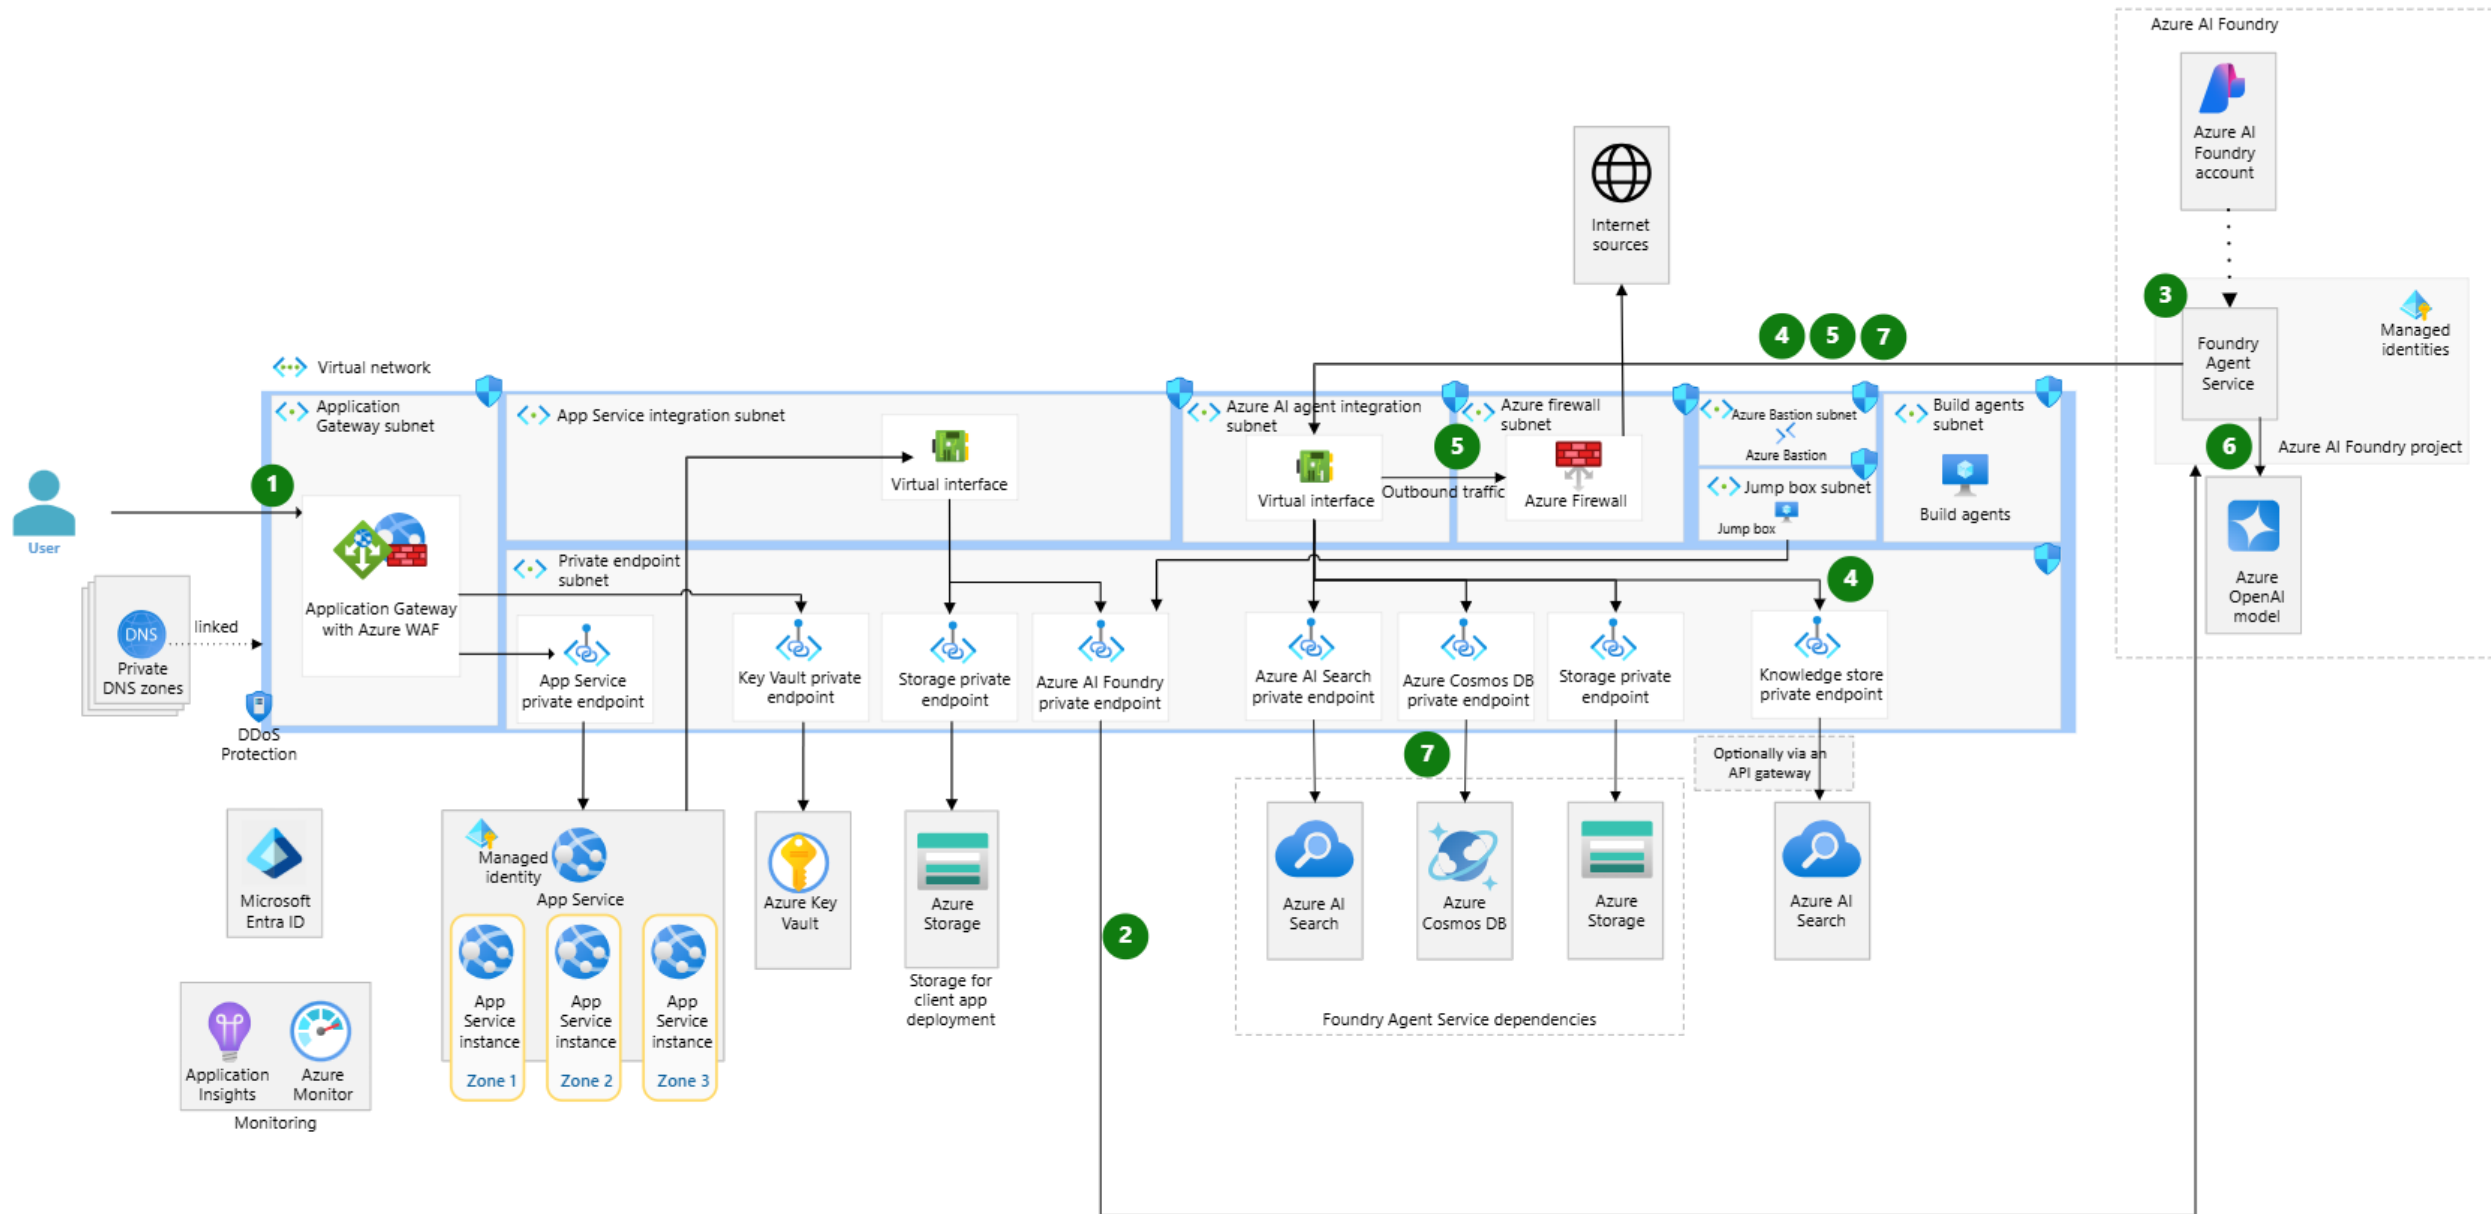 Azure AI Foundry
Azure AI
Foundry
account
Internet
sources
3
Managed
identities
4
5
7
Foundry
Agent
Service
Virtual network
Application
Gateway subnet
App Service integration subnet
Azure AI agent integration
subnet
Azure firewall
subnet
Azure Bastion subnet
Azure Bastion
Build agents
subnet
5
6
Azure AI Foundry project
1
Virtual interface
Virtual interface
Outbound traffic
Azure Firewall
Jump box subnet
Jump box
Build agents
User
Private endpoint
subnet
4
Azure
OpenAI
model
Application Gateway
with Azure WAF
DNS
linked
Private
DNS zones
App Service
private endpoint
Key Vault private
endpoint
Storage private
endpoint
Azure AI Foundry
private endpoint
Azure AI Search
private endpoint
Azure Cosmos DB
private endpoint
Storage private
endpoint
Knowledge store
private endpoint
DDoS
Protection
7
Optionally via an
API gateway
Managed
identity
App Service
Microsoft
Entra ID
Azure Key
Vault
Azure
Storage
2
Azure AI
Search
Azure
Cosmos DB
Azure
Storage
Azure AI
Search
Storage for
client app
deployment
App
Service
instance
Zone 1
App
Service
instance
Zone 2
App
Service
instance
Zone 3
Foundry Agent Service dependencies
Application
Insights
Azure
Monitor
Monitoring